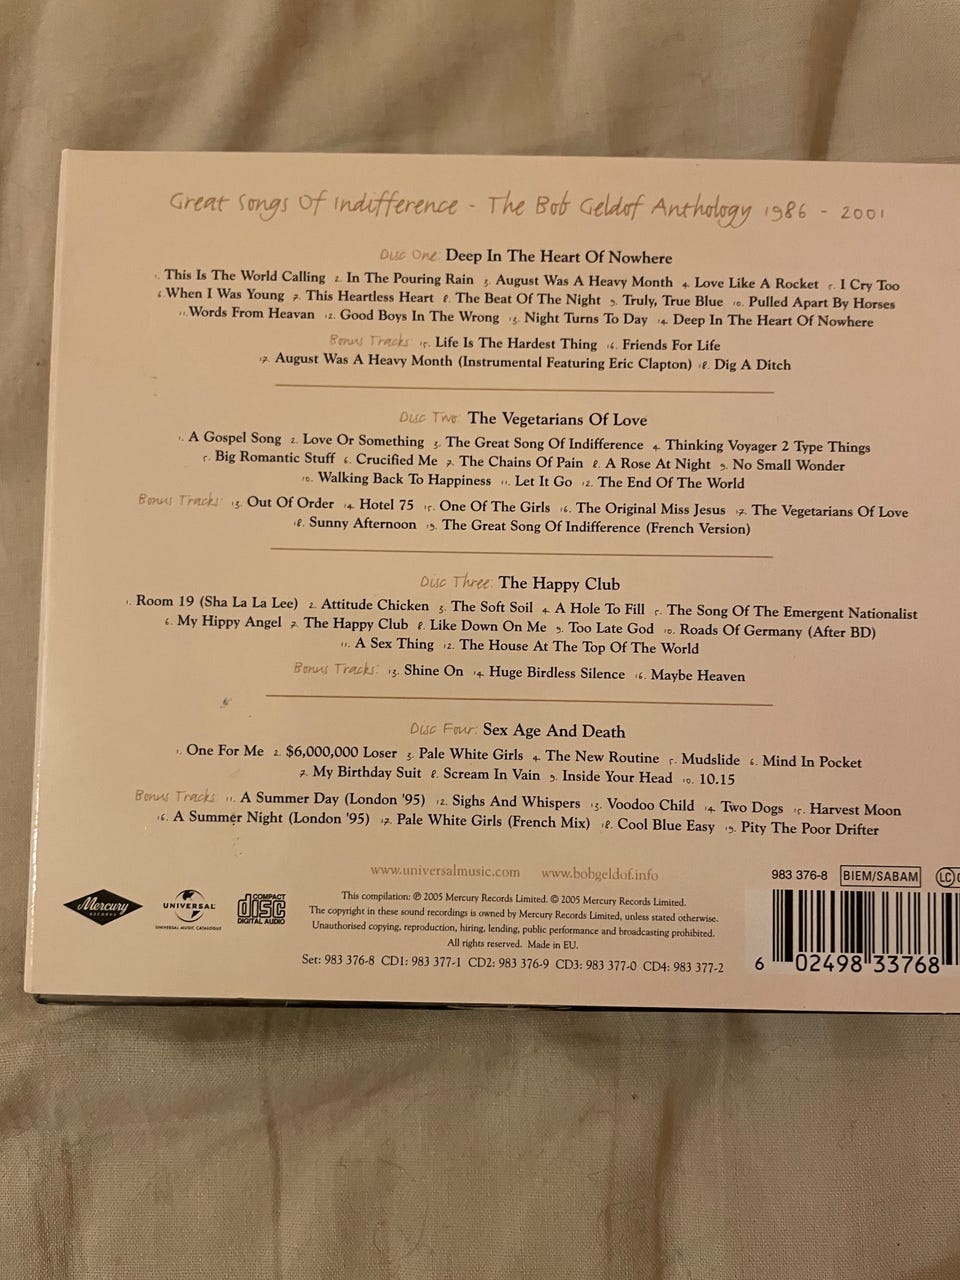 Great Songs Of Indifference - The Bob Geldof Anthology 1986 - 2001
Disc One: Deep In The Heart Of Nowhere
1. This Is The World Calling 2. In The Pouring Rain 3. August Was A Heavy Month 4. Love Like A Rocket 5. I Cry Too
6. When I Was Young 7. This Heartless Heart 8. The Beat Of The Night 9. Truly, True Blue 10. Pulled Apart By Horses
11. Words From Heavan 12. Good Boys In The Wrong 13. Night Turns To Day 14. Deep In The Heart Of Nowhere
Bonus Tracks: 15. Life Is The Hardest Thing 16. Friends For Life
17. August Was A Heavy Month (Instrumental Featuring Eric Clapton) 18. Dig A Ditch
Disc Two: The Vegetarians Of Love
1. A Gospel Song 2. Love Or Something 3. The Great Song Of Indifference 4. Thinking Voyager 2 Type Things
5. Big Romantic Stuff 6. Crucified Me 7. The Chains Of Pain 8. A Rose At Night 9. No Small Wonder
10. Walking Back To Happiness 11. Let It Go 12. The End Of The World
Bonus Tracks: 13. Out Of Order 14. Hotel 75 15. One Of The Girls 16. The Original Miss Jesus 17. The Vegetarians Of Love
18. Sunny Afternoon 19. The Great Song Of Indifference (French Version)
Disc Three: The Happy Club
1. Room 19 (Sha La La Lee) 2. Attitude Chicken 3. The Soft Soil 4. A Hole To Fill 5. The Song Of The Emergent Nationalist
6. My Hippy Angel 7. The Happy Club 8. Like Down On Me 9. Too Late God 10. Roads Of Germany (After BD)
11. A Sex Thing 12. The House At The Top Of The World
Bonus Tracks: 13. Shine On 14. Huge Birdless Silence 16. Maybe Heaven
Disc Four: Sex Age And Death
1. One For Me 2. $6,000,000 Loser 3. Pale White Girls 4. The New Routine 5. Mudslide 6. Mind In Pocket
7. My Birthday Suit 8. Scream In Vain 9. Inside Your Head 10. 10.15
Bonus Tracks 11. A Summer Day (London '95) 12. Sighs And Whispers 13. Voodoo Child 14. Two Dogs 15. Harvest Moon
16. A Summer Night (London '95) 17. Pale White Girls (French Mix) 18. Cool Blue Easy 19. Pity The Poor Drifter
www.universalmusic.com www.bobgeldof.info
983 376-8 BIEM/SABAM LC
Mercury
RECORDS
UNIVERSAL
UNIVERSAL MUSIC CATALOGUE
COMPACT
disc
DIGITAL AUDIO
This compilation: ℗ 2005 Mercury Records Limited. © 2005 Mercury Records Limited.
The copyright in these sound recordings is owned by Mercury Records Limited, unless stated otherwise.
Unauthorised copying, reproduction, hiring, lending, public performance and broadcasting prohibited.
All rights reserved. Made in EU.
Set: 983 376-8 CD1: 983 377-1 CD2: 983 376-9 CD3: 983 377-0 CD4: 983 377-2
6 02498 33768